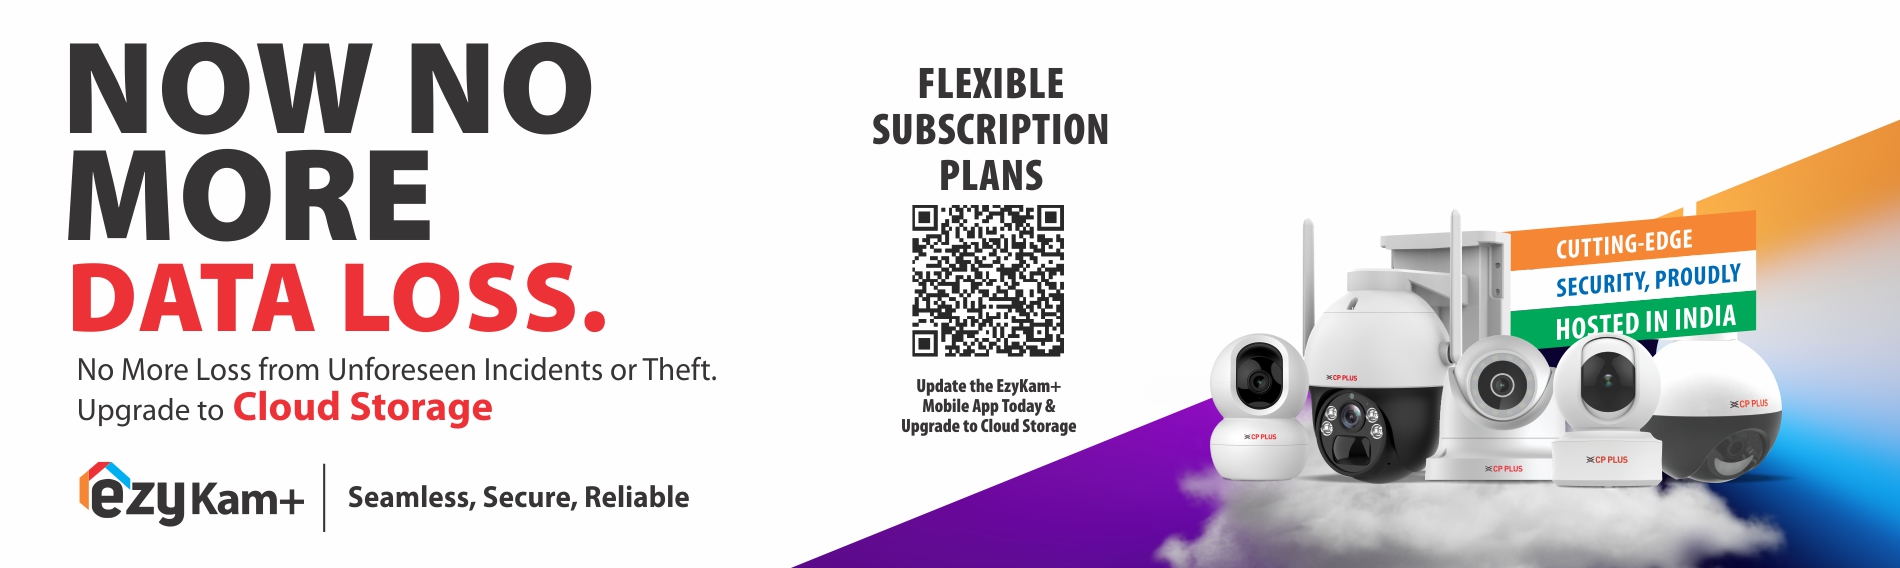 NOW NO
MORE
DATA LOSS.
No More Loss from Unforeseen Incidents or Theft.
Upgrade to Cloud Storage
ezyKam+
Seamless, Secure, Reliable
FLEXIBLE
SUBSCRIPTION
PLANS
Update the EzyKam+
Mobile App Today &
Upgrade to Cloud Storage
CUTTING-EDGE
SECURITY, PROUDLY
HOSTED IN INDIA
CP PLUS
CP PLUS
CP PLUS
CP PLUS
CP PLUS